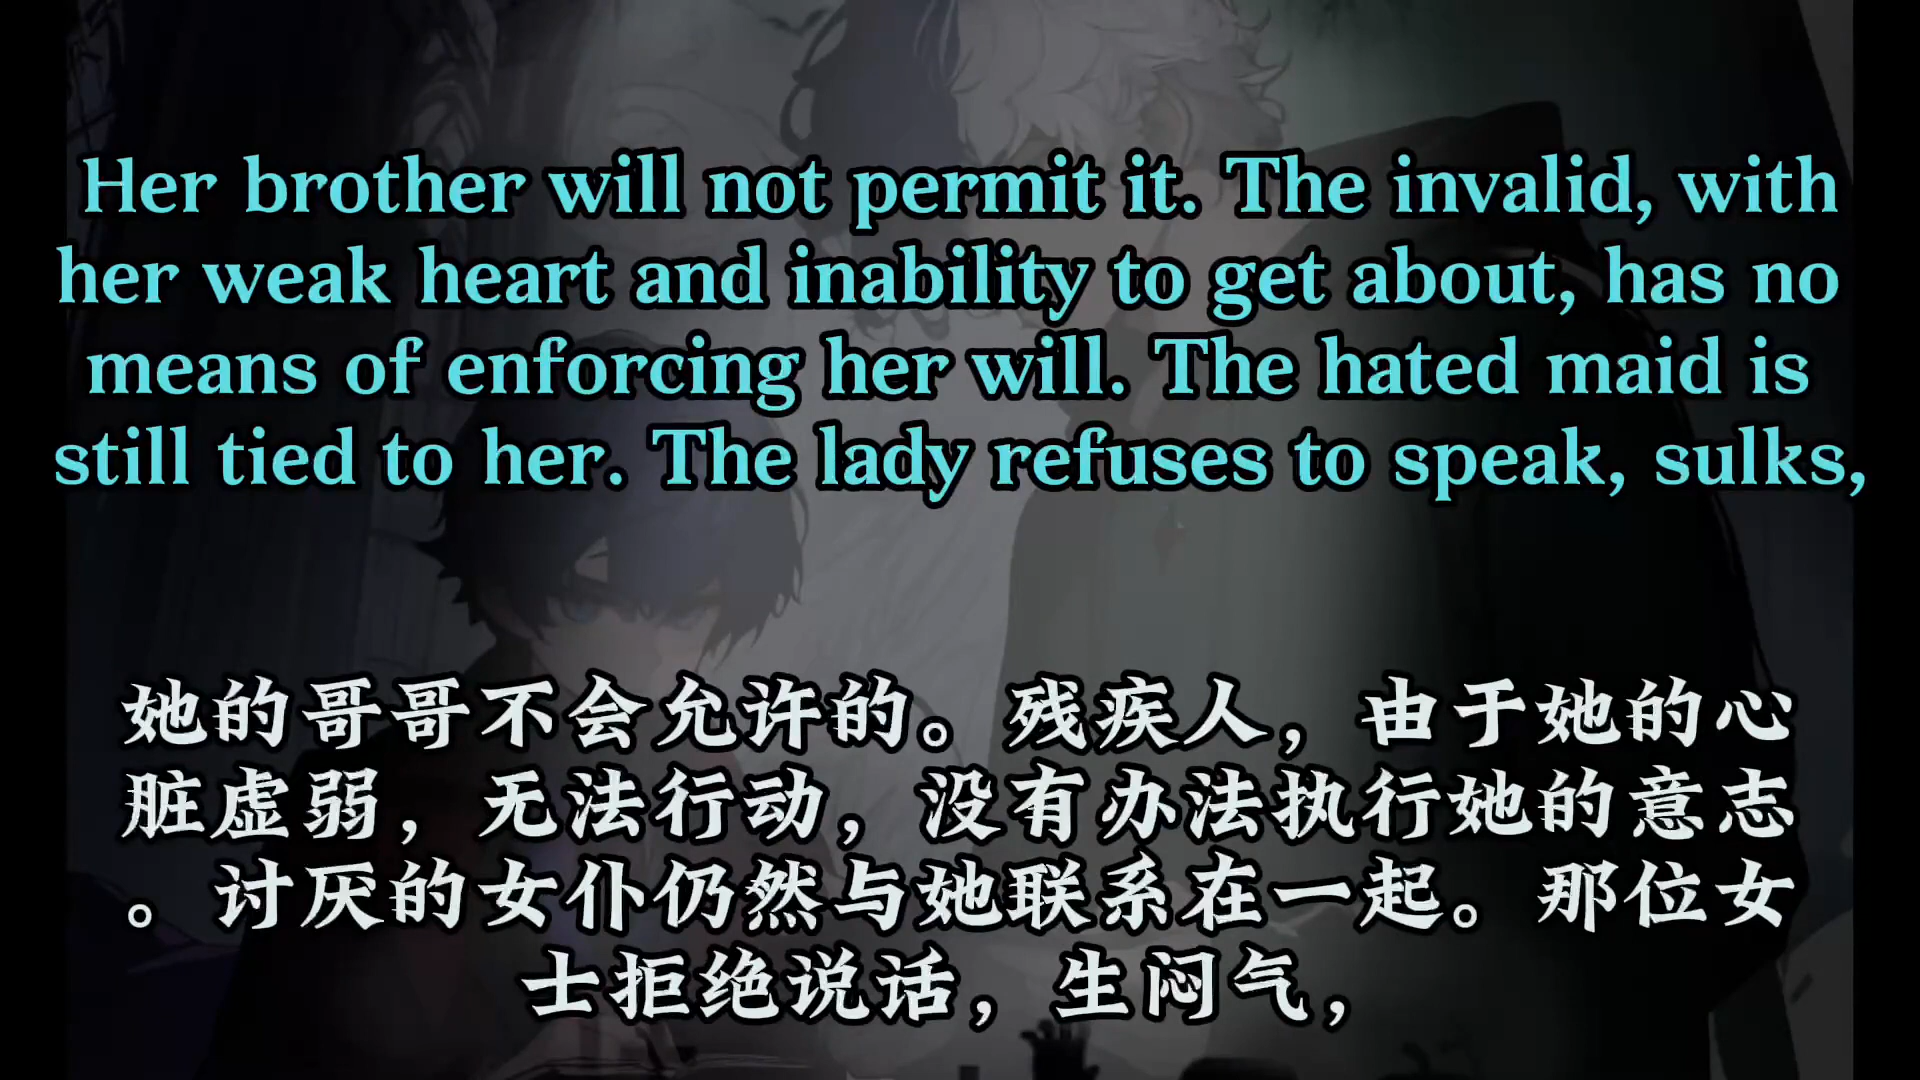 Her brother will not permit it. The invalid, with
her weak heart and inability to get about, has no
means of enforcing her will. The hated maid is
still tied to her. The lady refuses to speak, sulks,
她的哥哥不会允许的。残疾人，由于她的心
脏虚弱，无法行动，没有办法执行她的意志
。讨厌的女仆仍然与她联系在一起。那位女
士拒绝说话，生闷气，